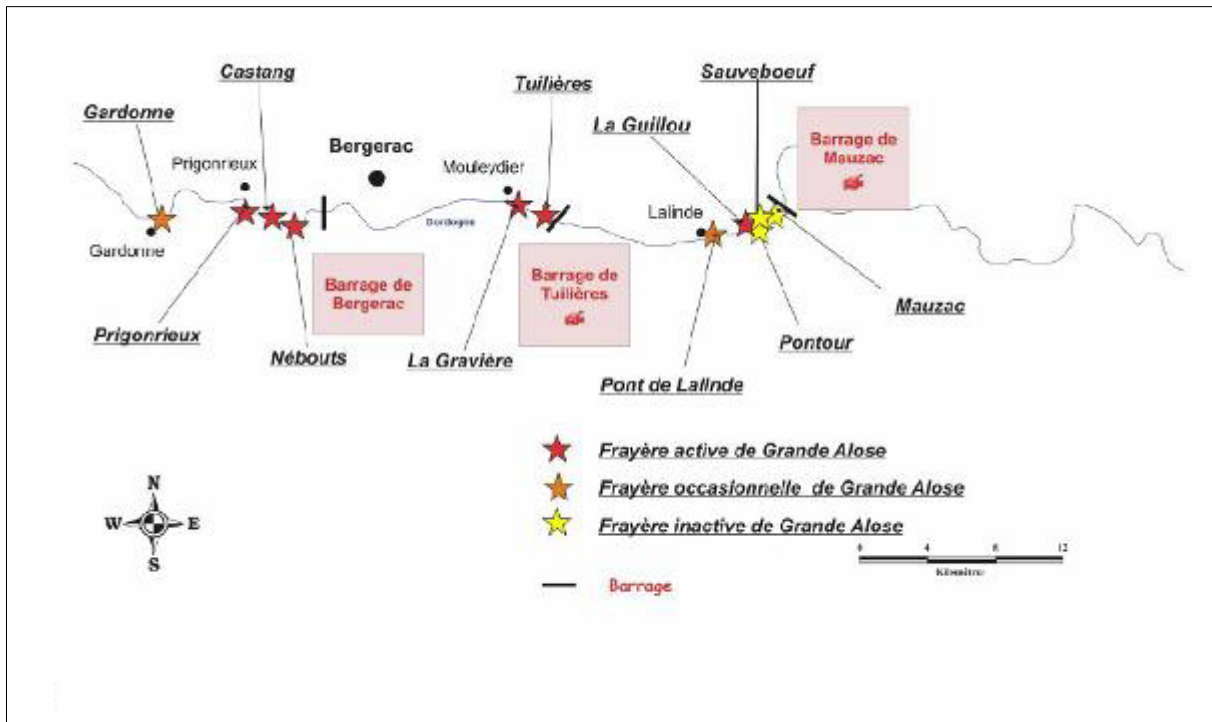 Castang
Tuilières
Sauveboeuf
Gardonne
La Guillou
Barrage de
Mauzac
Prigonrieux
Bergerac
Mouleydier
Lalinde
Dordogne
Gardonne
Barrage de
Bergerac
Barrage de
Tuilières
Mauzac
Prigonrieux
Nébouts
La Gravière
Pontour
Pont de Lalinde
Frayère active de Grande Alose
Frayère occasionnelle de Grande Alose
Frayère inactive de Grande Alose
N
W E
S
0 4 8 12
Kilomètres
Barrage